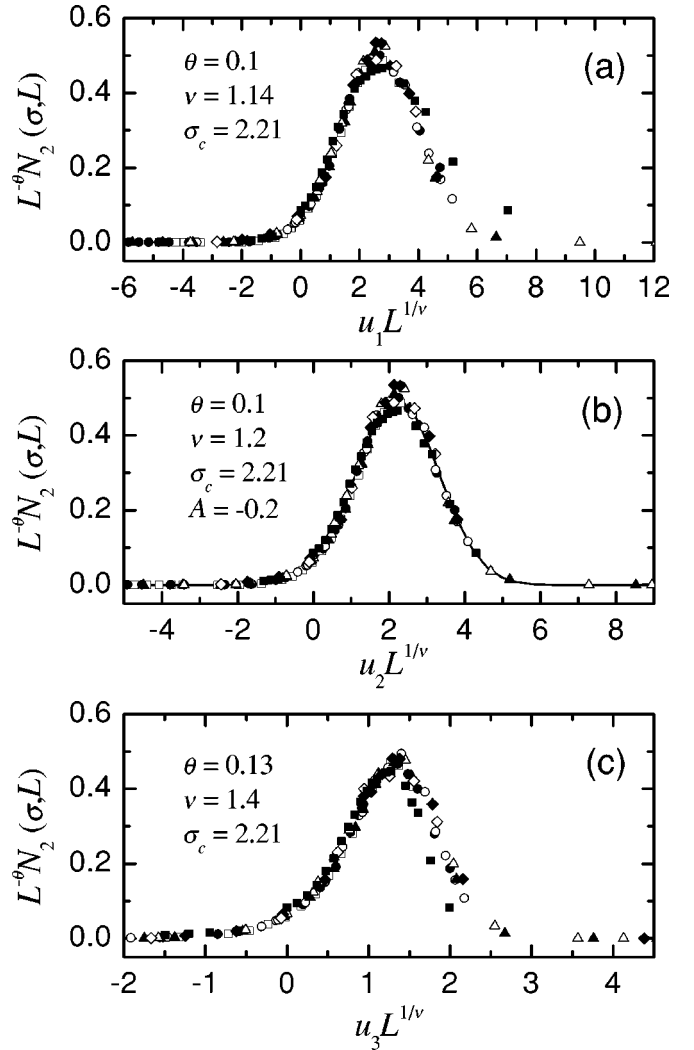 0.6
(a)
θ = 0.1
ν = 1.14
σc = 2.21
0.4
0.2
0.0
L^-θ N2 (σ,L)
-6 -4 -2 0 2 4 6 8 10 12
u1L^1/ν
0.6
(b)
θ = 0.1
ν = 1.2
σc = 2.21
A = -0.2
0.4
0.2
0.0
L^-θ N2 (σ,L)
-4 -2 0 2 4 6 8
u2L^1/ν
0.6
(c)
θ = 0.13
ν = 1.4
σc = 2.21
0.4
0.2
0.0
L^-θ N2 (σ,L)
-2 -1 0 1 2 3 4
u3L^1/ν